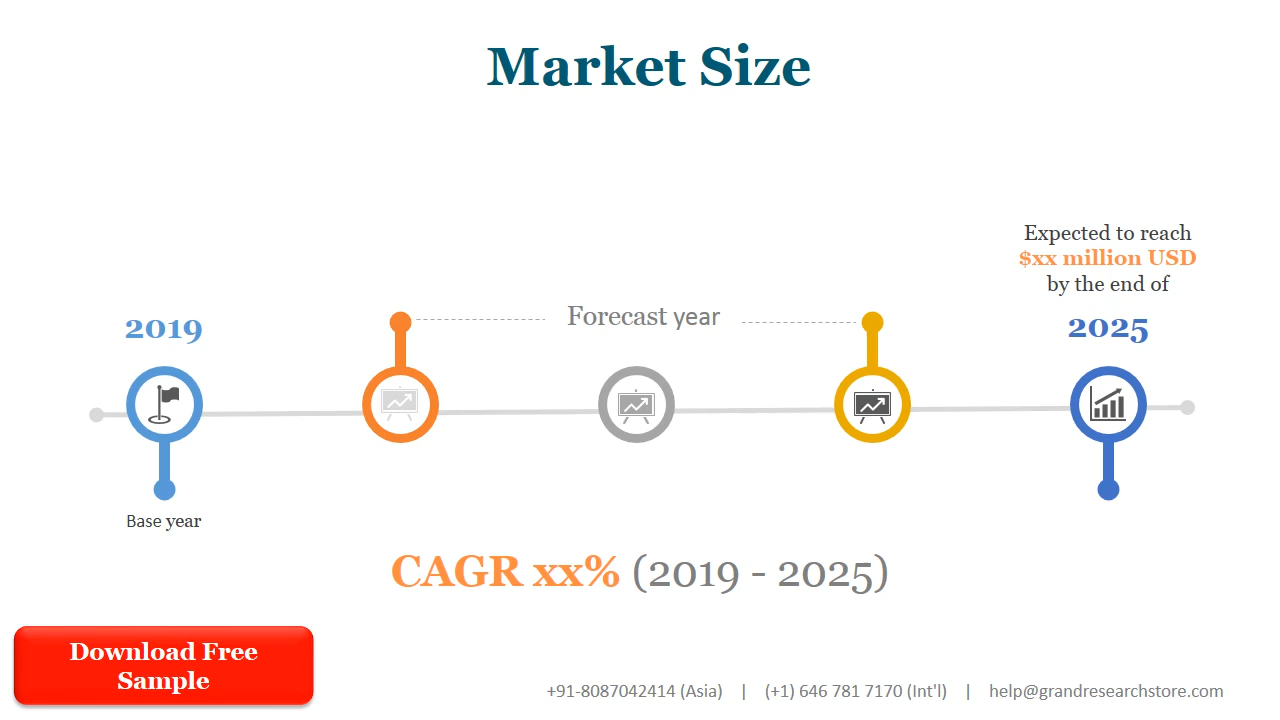 Market Size
Expected to reach
$xx million USD
by the end of
2019
Forecast year
2025
Base year
CAGR xx% (2019 - 2025)
Download Free
Sample
+91-8087042414 (Asia) | (+1) 646 781 7170 (Int'l) | help@grandresearchstore.com